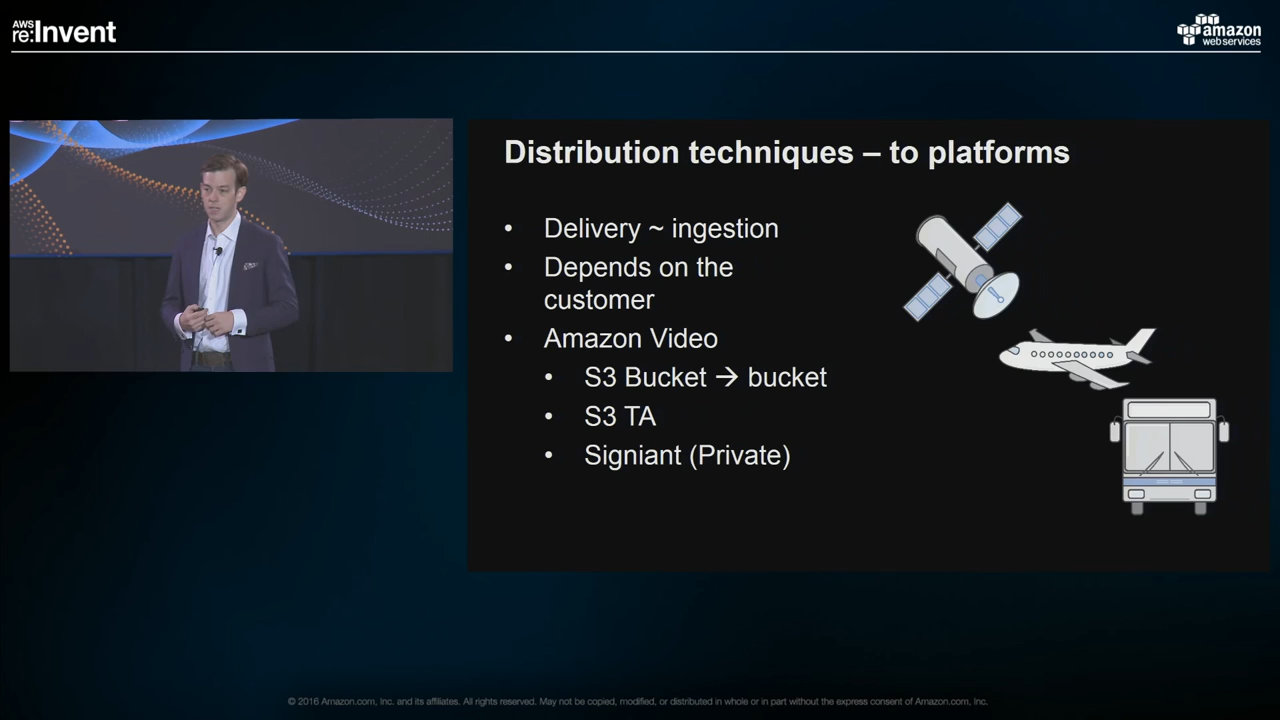 AWS
re:Invent
amazon
web services
Distribution techniques – to platforms
• Delivery ~ ingestion
• Depends on the
customer
• Amazon Video
• S3 Bucket → bucket
• S3 TA
• Signiant (Private)
© 2016 Amazon.com, Inc. and its affiliates. All rights reserved. May not be copied, modified, or distributed in whole or in part without the express consent of Amazon.com, Inc.